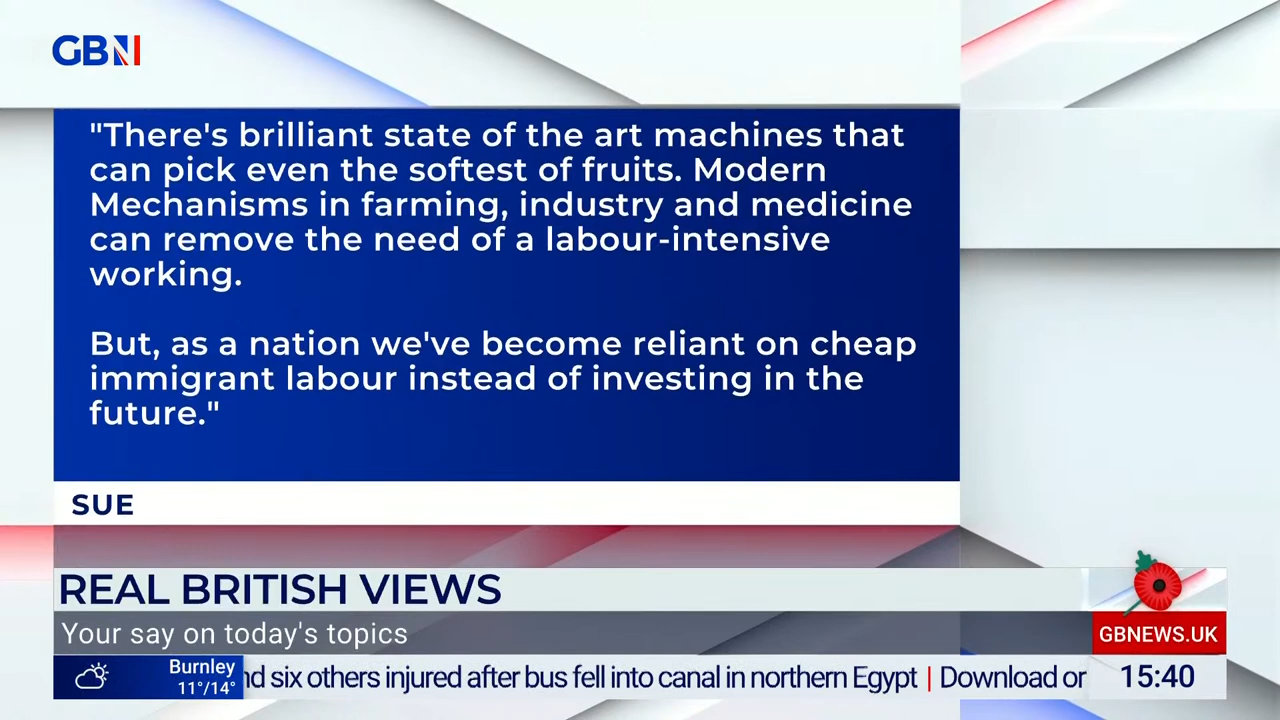 GBN
"There's brilliant state of the art machines that
can pick even the softest of fruits. Modern
Mechanisms in farming, industry and medicine
can remove the need of a labour-intensive
working.
But, as a nation we've become reliant on cheap
immigrant labour instead of investing in the
future."
SUE
REAL BRITISH VIEWS
Your say on today's topics
GBNEWS.UK
Burnley
11°/14°
nd six others injured after bus fell into canal in northern Egypt | Download or
15:40